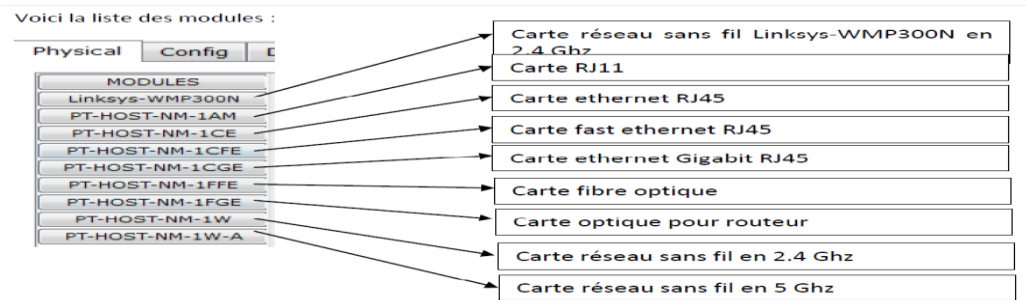 Voici la liste des modules :
Physical Config
MODULES
Linksys-WMP300N
PT-HOST-NM-1AM
PT-HOST-NM-1CE
PT-HOST-NM-1CFE
PT-HOST-NM-1CGE
PT-HOST-NM-1FFE
PT-HOST-NM-1FGE
PT-HOST-NM-1W
PT-HOST-NM-1W-A
Carte réseau sans fil Linksys-WMP300N en
2.4 Ghz
Carte RJ11
Carte ethernet RJ45
Carte fast ethernet RJ45
Carte ethernet Gigabit RJ45
Carte fibre optique
Carte optique pour routeur
Carte réseau sans fil en 2.4 Ghz
Carte réseau sans fil en 5 Ghz